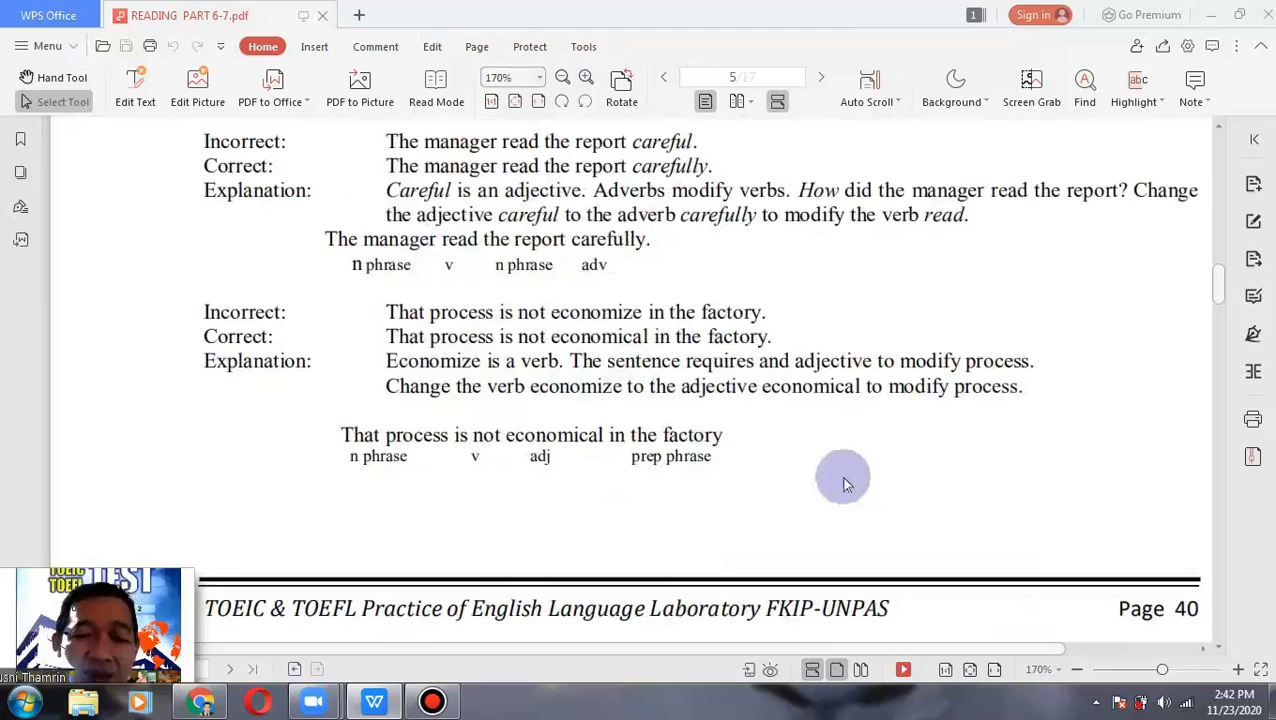 WPS Office
READING PART 6-7.pdf
1
Sign in
Go Premium
Menu
Home
Insert
Comment
Edit
Page
Protect
Tools
Hand Tool
Select Tool
Edit Text
Edit Picture
PDF to Office
PDF to Picture
Read Mode
170%
Rotate
5 /17
Auto Scroll
Background
Screen Grab
Find
abc
Highlight
Note
Incorrect: The manager read the report careful.
Correct: The manager read the report carefully.
Explanation: Careful is an adjective. Adverbs modify verbs. How did the manager read the report? Change
the adjective careful to the adverb carefully to modify the verb read.
The manager read the report carefully.
n phrase v n phrase adv
Incorrect: That process is not economize in the factory.
Correct: That process is not economical in the factory.
Explanation: Economize is a verb. The sentence requires and adjective to modify process.
Change the verb economize to the adjective economical to modify process.
That process is not economical in the factory
n phrase v adj prep phrase
TOEIC & TOEFL Practice of English Language Laboratory FKIP-UNPAS Page 40
TOEIC
TOEFL
TEST
usni Thamrin
170%
2:42 PM
11/23/2020